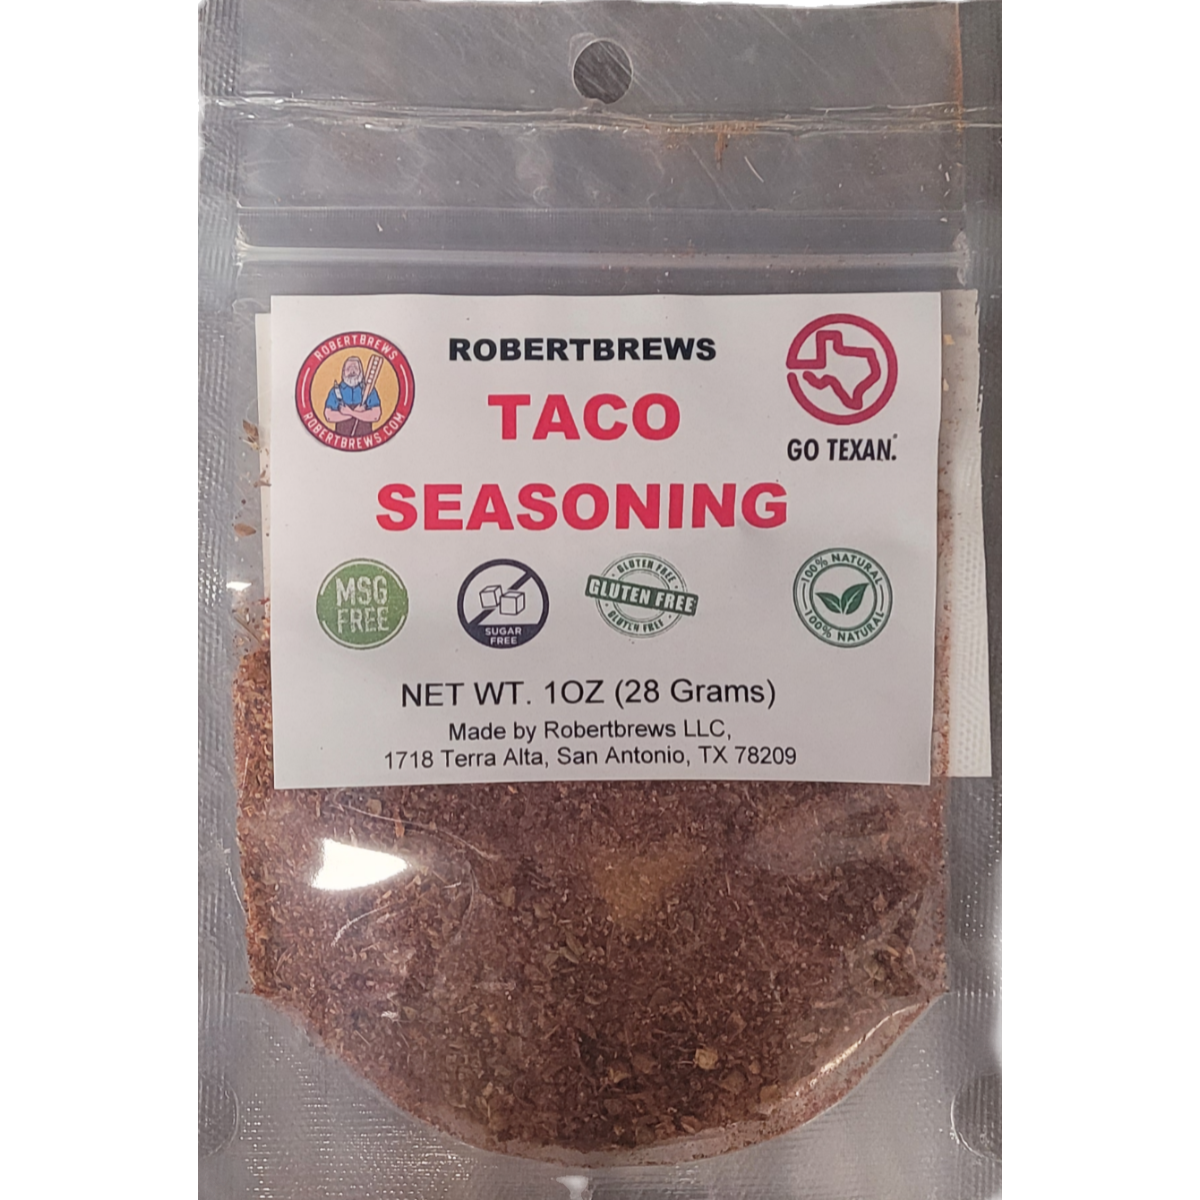 ROBERTBREWS
ROBERTBREWS.COM
ROBERTBREWS
TACO
SEASONING
GO TEXAN.
MSG
FREE
SUGAR
FREE
GLUTEN FREE
GLUTEN FREE
GLUTEN FREE
100% NATURAL
100% NATURAL
NET WT. 1OZ (28 Grams)
Made by Robertbrews LLC,
1718 Terra Alta, San Antonio, TX 78209